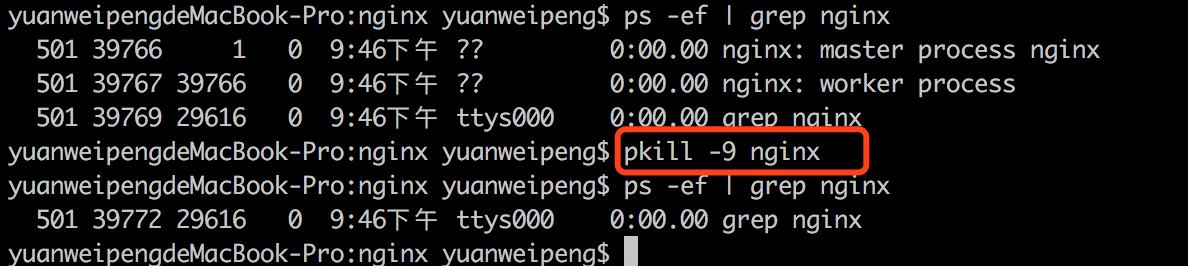 yuanweipengdeMacBook-Pro:nginx yuanweipeng$ ps -ef | grep nginx
501 39766 1 0 9:46下午 ?? 0:00.00 nginx: master process nginx
501 39767 39766 0 9:46下午 ?? 0:00.00 nginx: worker process
501 39769 29616 0 9:46下午 ttys000 0:00.00 grep nginx
yuanweipengdeMacBook-Pro:nginx yuanweipeng$ pkill -9 nginx
yuanweipengdeMacBook-Pro:nginx yuanweipeng$ ps -ef | grep nginx
501 39772 29616 0 9:46下午 ttys000 0:00.00 grep nginx
yuanweipengdeMacBook-Pro:nginx yuanweipeng$